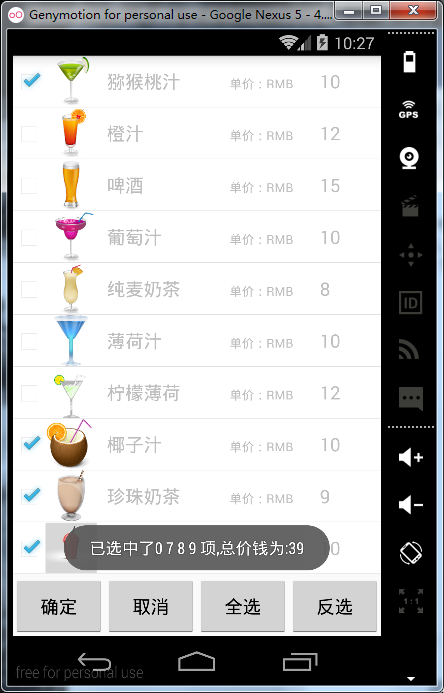 Genymotion for personal use - Google Nexus 5 - 4....
10:27
猕猴桃汁 单价：RMB 10
GPS
橙汁 单价：RMB 12
啤酒 单价：RMB 15
葡萄汁 单价：RMB 10
纯麦奶茶 单价：RMB 8
ID
薄荷汁 单价：RMB 10
柠檬薄荷 单价：RMB 12
椰子汁 单价：RMB 10
珍珠奶茶 单价：RMB 9
已选中了0 7 8 9 项,总价钱为:39
确定 取消 全选 反选
1:1
free for personal use